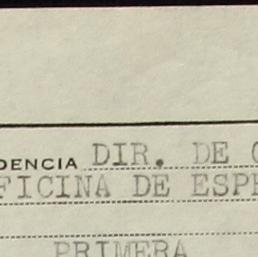 DENCIA DIR. DE
FICINA DE ESP
PRIMERA